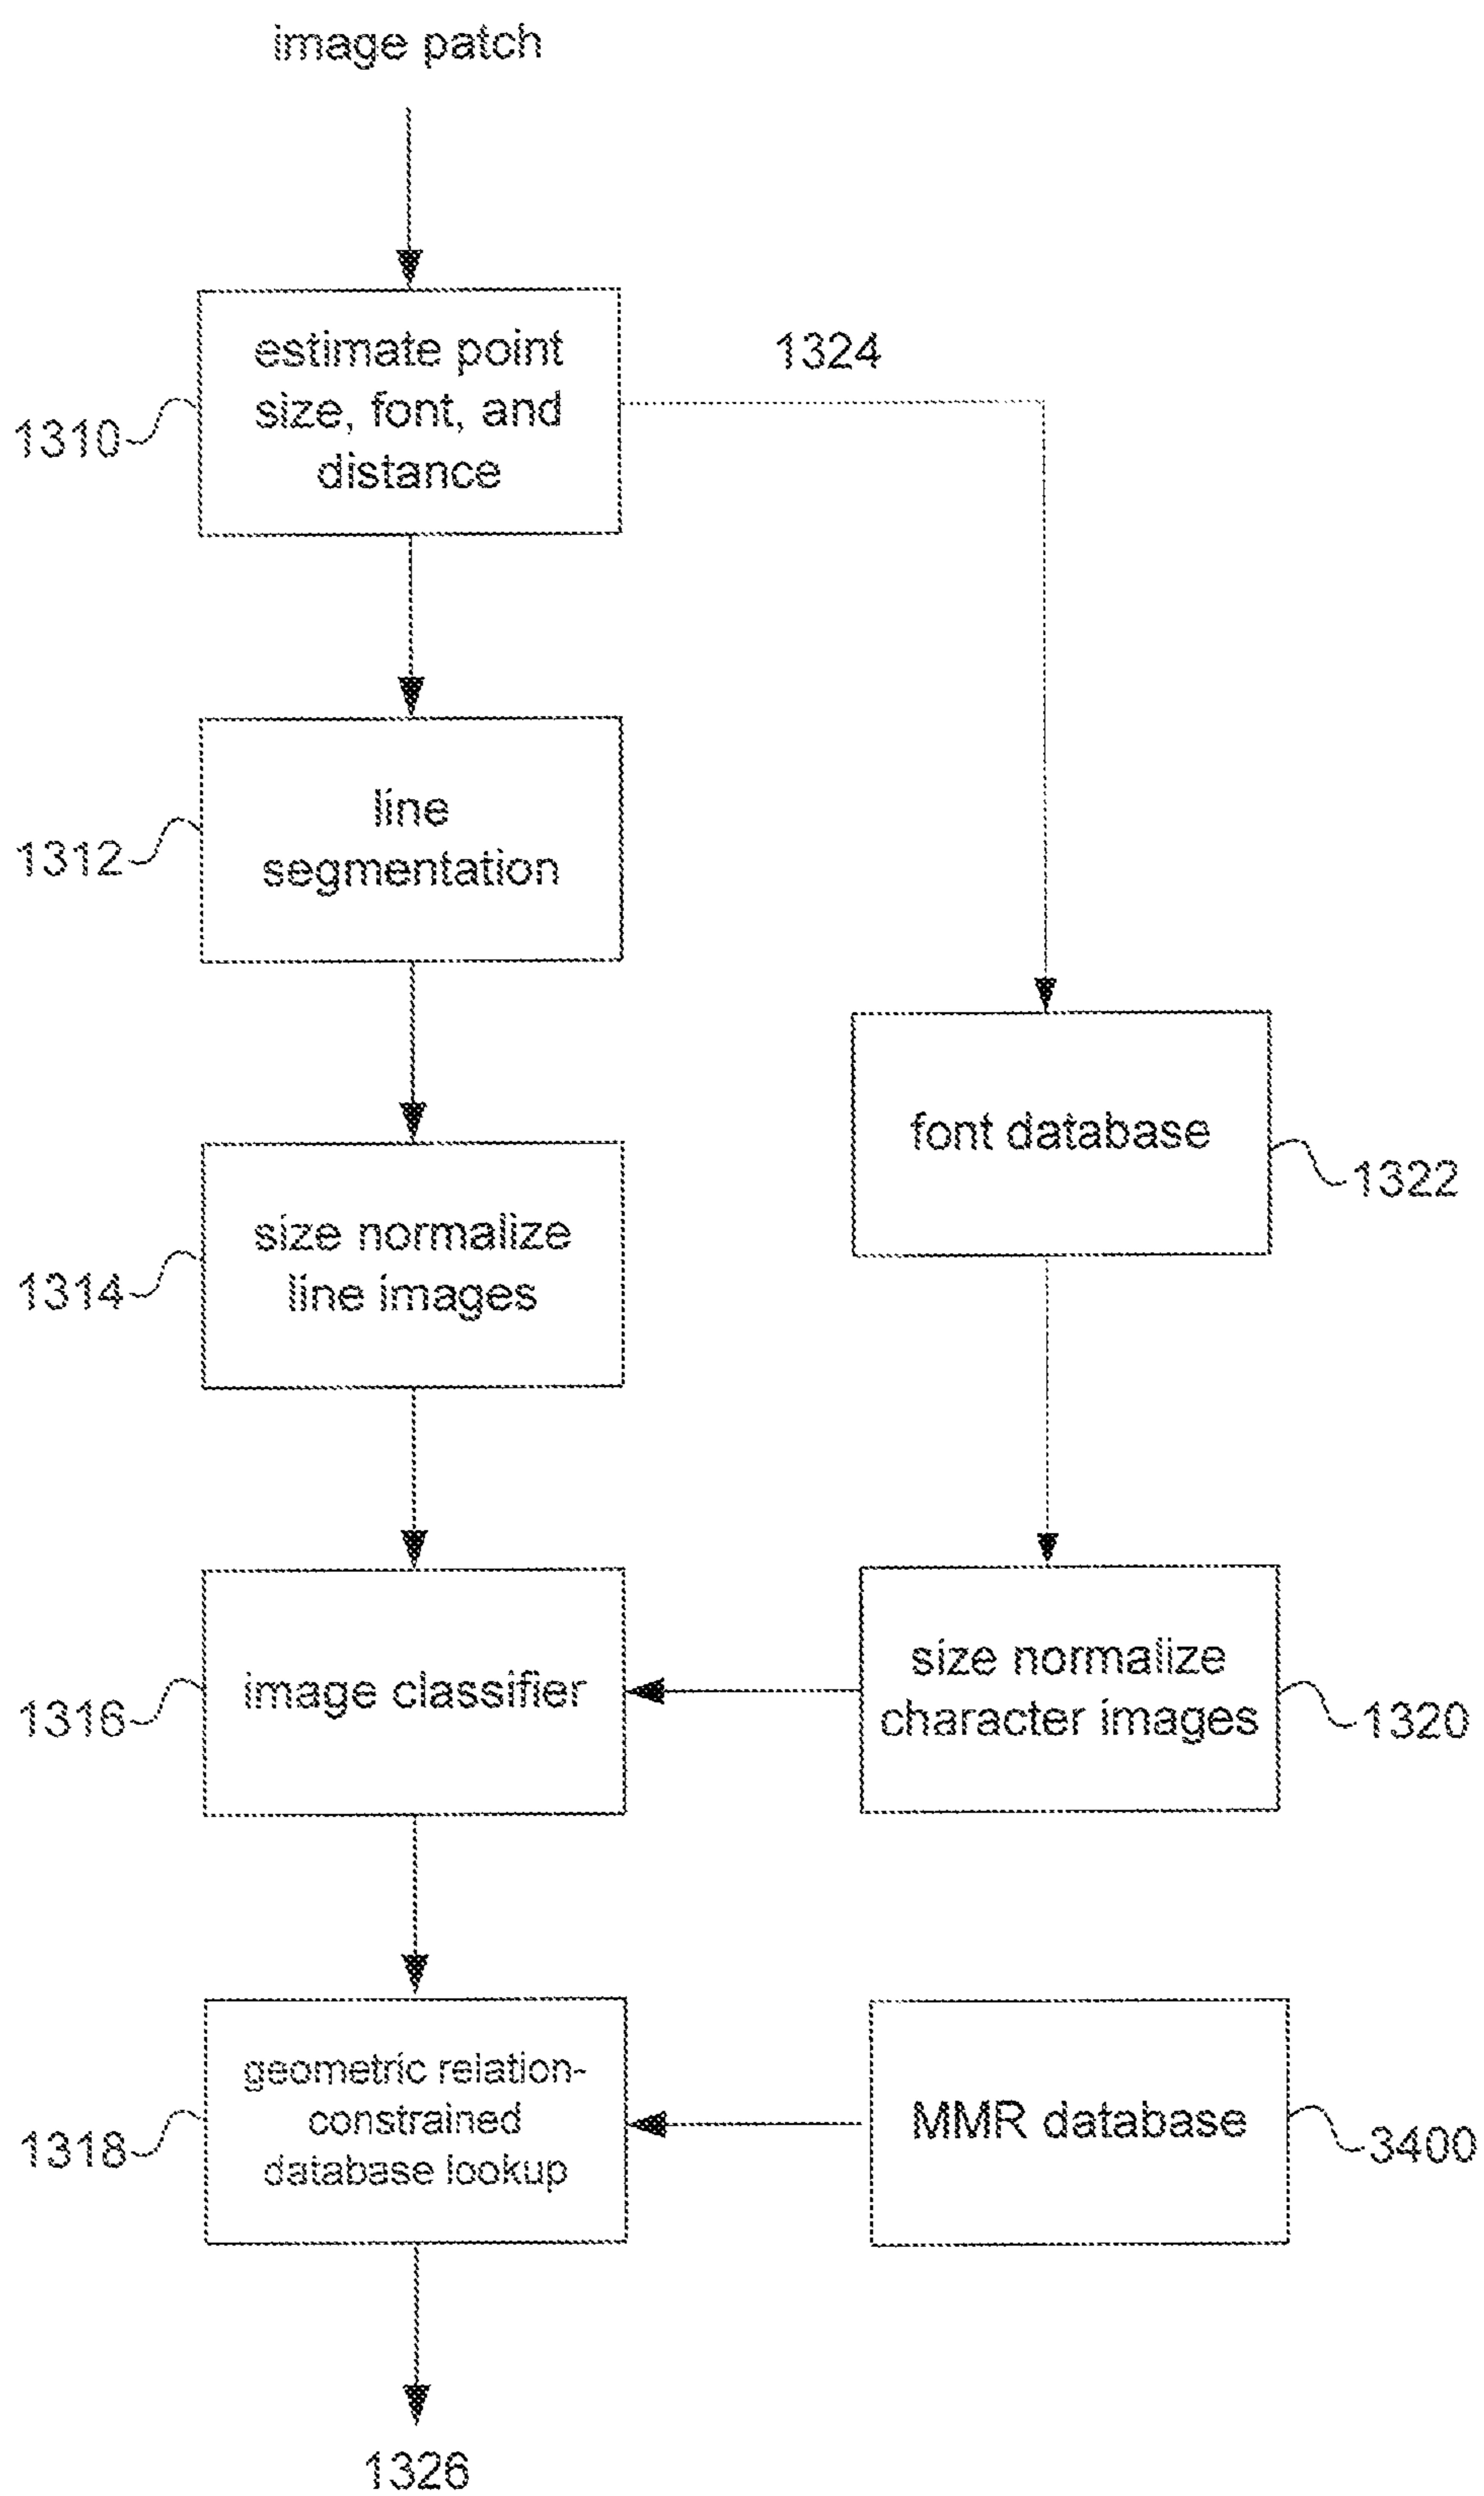 image patch
estimate point
size, font, and
distance
1310
1324
line
segmentation
1312
font database
1322
size normalize
line images
1314
image classifier
1316
size normalize
character images
1320
geometric relation-
constrained
database lookup
1318
MMR database
3400
1326